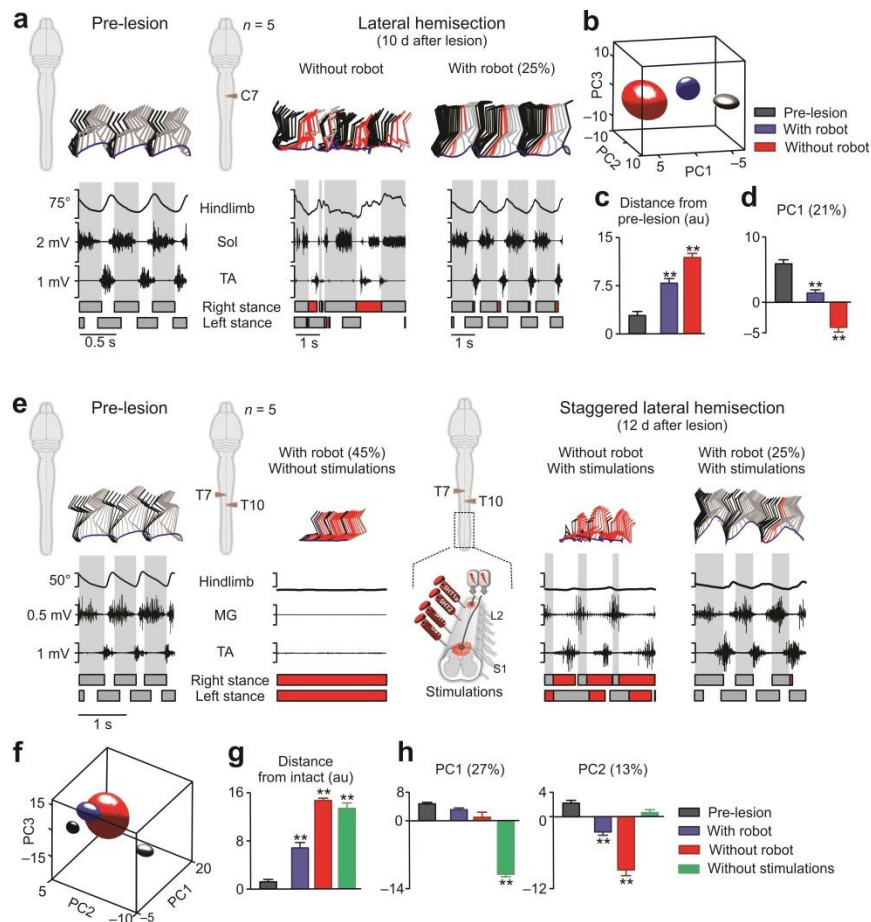 a
Pre-lesion
n = 5
C7
Lateral hemisection
(10 d after lesion)
Without robot
With robot (25%)
75°
Hindlimb
2 mV
Sol
1 mV
TA
Right stance
Left stance
0.5 s
1 s
1 s
b
10
PC3
−10
−10
PC2
10
5
PC1
−5
Pre-lesion
With robot
Without robot
c
Distance from
pre-lesion (au)
15
7.5
0
**
**
d
PC1 (21%)
10
0
−5
**
**
e
Pre-lesion
n = 5
With robot (45%)
Without stimulations
T7
T10
Staggered lateral hemisection
(12 d after lesion)
Without robot
With stimulations
With robot (25%)
With stimulations
T7
T10
50°
Hindlimb
0.5 mV
MG
1 mV
TA
Right stance
Left stance
1 s
L2
S1
Stimulations
f
15
PC3
−15
5
PC2
−10
−5
PC1
20
g
Distance
from intact (au)
16
8
0
**
**
**
h
PC1 (27%)
8
0
−14
**
PC2 (13%)
4
0
−12
**
**
Pre-lesion
With robot
Without robot
Without stimulations